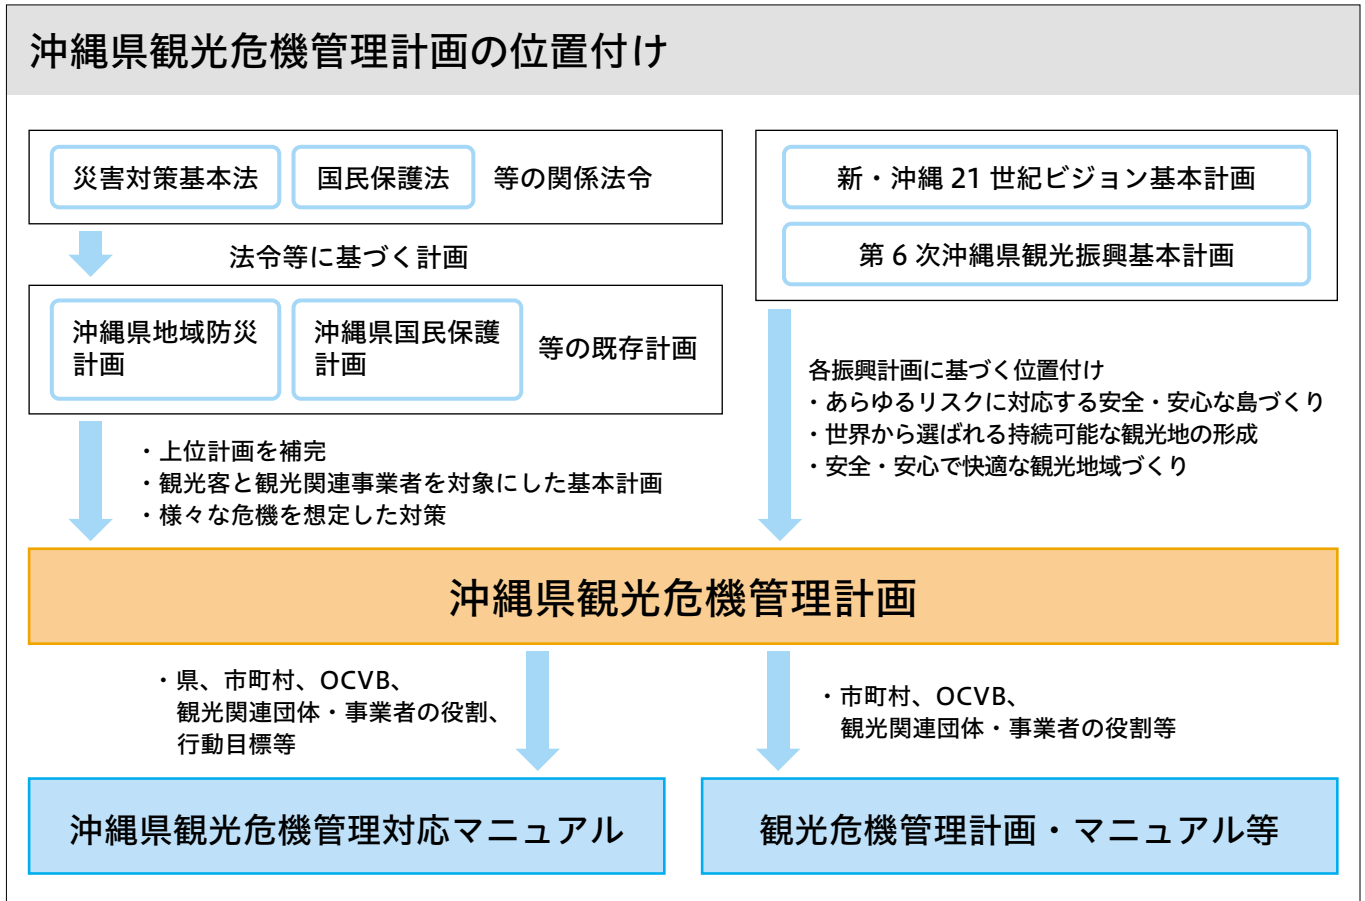 沖縄県観光危機管理計画の位置付け
災害対策基本法 国民保護法 等の関係法令
法令等に基づく計画
沖縄県地域防災
計画
沖縄県国民保護
計画
等の既存計画
・上位計画を補完
・観光客と観光関連事業者を対象にした基本計画
・様々な危機を想定した対策
新・沖縄 21 世紀ビジョン基本計画
第 6 次沖縄県観光振興基本計画
各振興計画に基づく位置付け
・あらゆるリスクに対応する安全・安心な島づくり
・世界から選ばれる持続可能な観光地の形成
・安全・安心で快適な観光地域づくり
沖縄県観光危機管理計画
・県、市町村、OCVB、
観光関連団体・事業者の役割、
行動目標等
・市町村、OCVB、
観光関連団体・事業者の役割等
沖縄県観光危機管理対応マニュアル
観光危機管理計画・マニュアル等